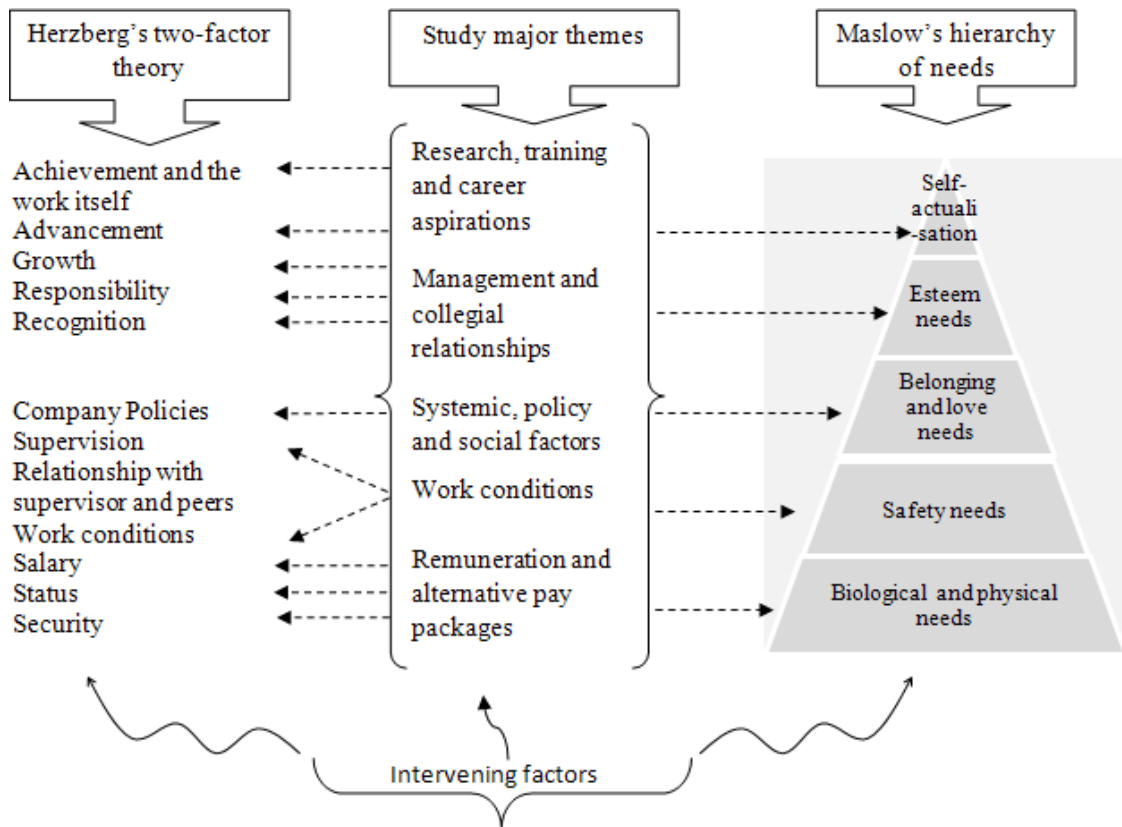 Herzberg's two-factor
theory
Achievement and the
work itself
Advancement
Growth
Responsibility
Recognition
Company Policies
Supervision
Relationship with
supervisor and peers
Work conditions
Salary
Status
Security
Study major themes
Research, training
and career
aspirations
Management and
collegial
relationships
Systemic, policy
and social factors
Work conditions
Remuneration and
alternative pay
packages
Maslow's hierarchy
of needs
Self-
actuali
-sation
Esteem
needs
Belonging
and love
needs
Safety needs
Biological and physical
needs
Intervening factors